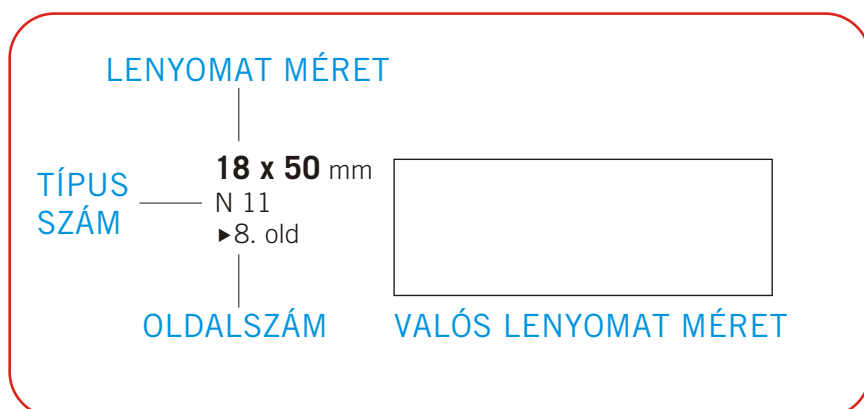 LENYOMAT MÉRET
18 x 50 mm
TÍPUS
SZÁM
N 11
►8. old
OLDALSZÁM
VALÓS LENYOMAT MÉRET